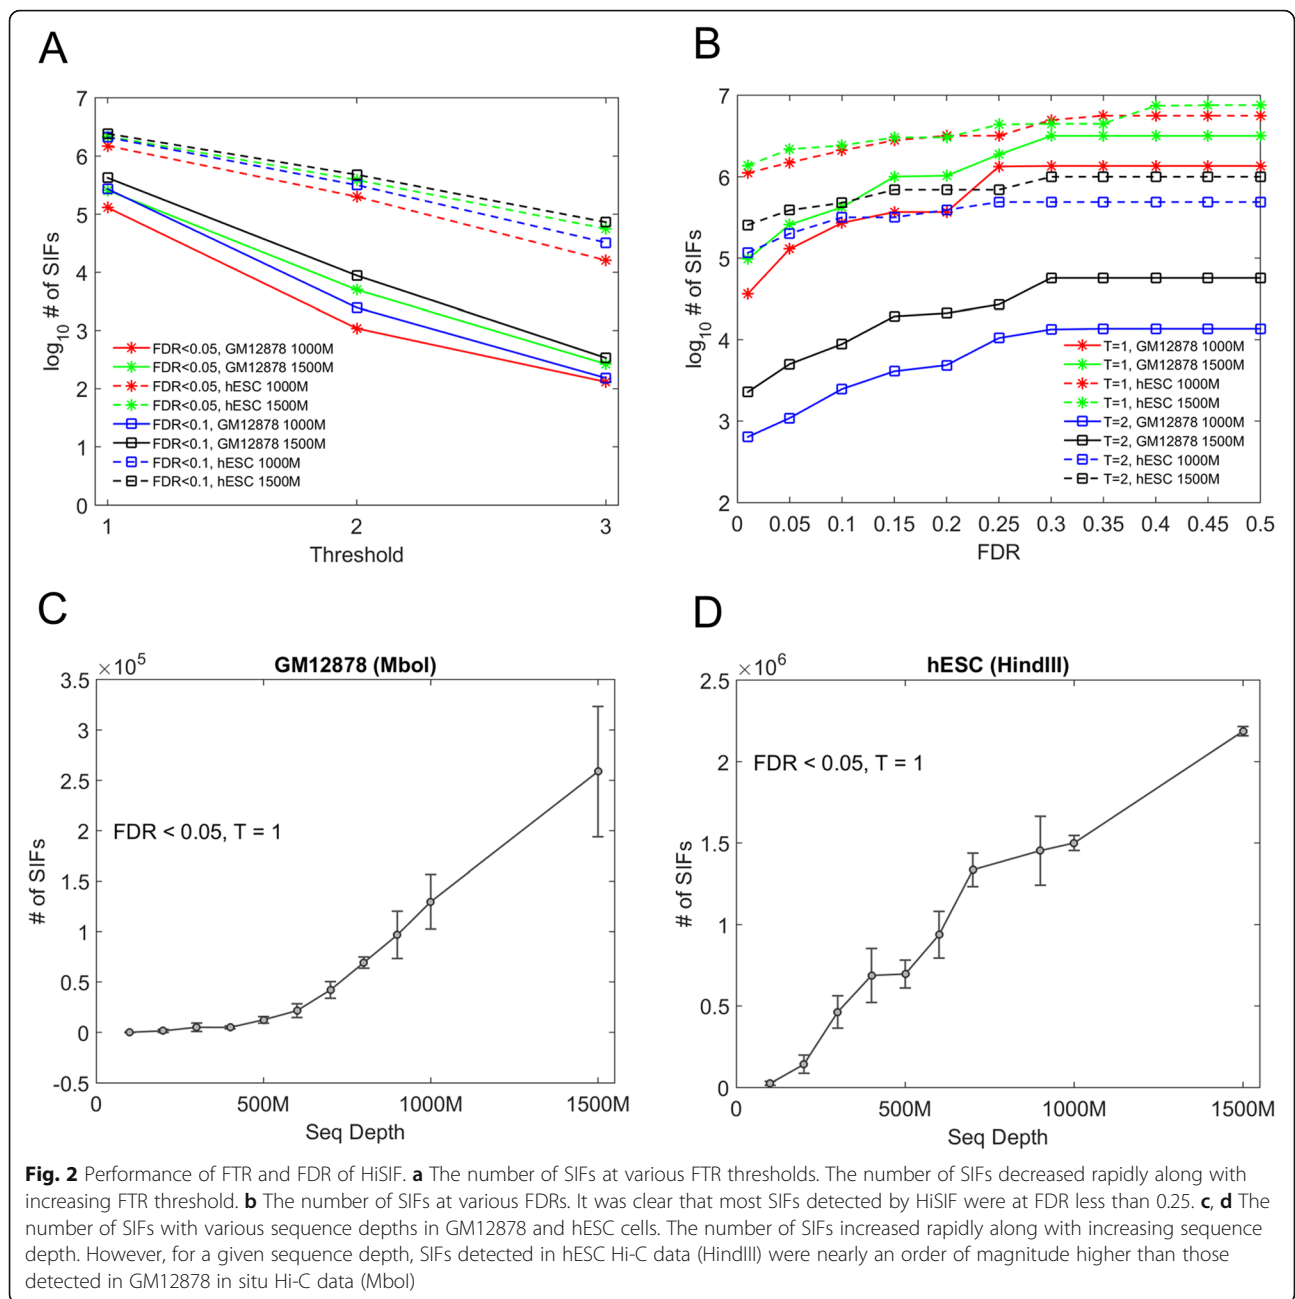 A
7
6
5
4
3
2
1
0
log10 # of SIFs
FDR<0.05, GM12878 1000M
FDR<0.05, GM12878 1500M
FDR<0.05, hESC 1000M
FDR<0.05, hESC 1500M
FDR<0.1, GM12878 1000M
FDR<0.1, GM12878 1500M
FDR<0.1, hESC 1000M
FDR<0.1, hESC 1500M
1 2 3
Threshold
B
7
6
5
4
3
2
log10 # of SIFs
T=1, GM12878 1000M
T=1, GM12878 1500M
T=1, hESC 1000M
T=1, hESC 1500M
T=2, GM12878 1000M
T=2, GM12878 1500M
T=2, hESC 1000M
T=2, hESC 1500M
0 0.05 0.1 0.15 0.2 0.25 0.3 0.35 0.4 0.45 0.5
FDR
C
×10^5
GM12878 (MboI)
3.5
3
2.5
2
1.5
1
0.5
0
-0.5
# of SIFs
FDR < 0.05, T = 1
0 500M 1000M 1500M
Seq Depth
D
×10^6
hESC (HindIII)
2.5
2
1.5
1
0.5
0
# of SIFs
FDR < 0.05, T = 1
0 500M 1000M 1500M
Seq Depth
Fig. 2 Performance of FTR and FDR of HiSIF. a The number of SIFs at various FTR thresholds. The number of SIFs decreased rapidly along with
increasing FTR threshold. b The number of SIFs at various FDRs. It was clear that most SIFs detected by HiSIF were at FDR less than 0.25. c, d The
number of SIFs with various sequence depths in GM12878 and hESC cells. The number of SIFs increased rapidly along with increasing sequence
depth. However, for a given sequence depth, SIFs detected in hESC Hi-C data (HindIII) were nearly an order of magnitude higher than those
detected in GM12878 in situ Hi-C data (MboI)